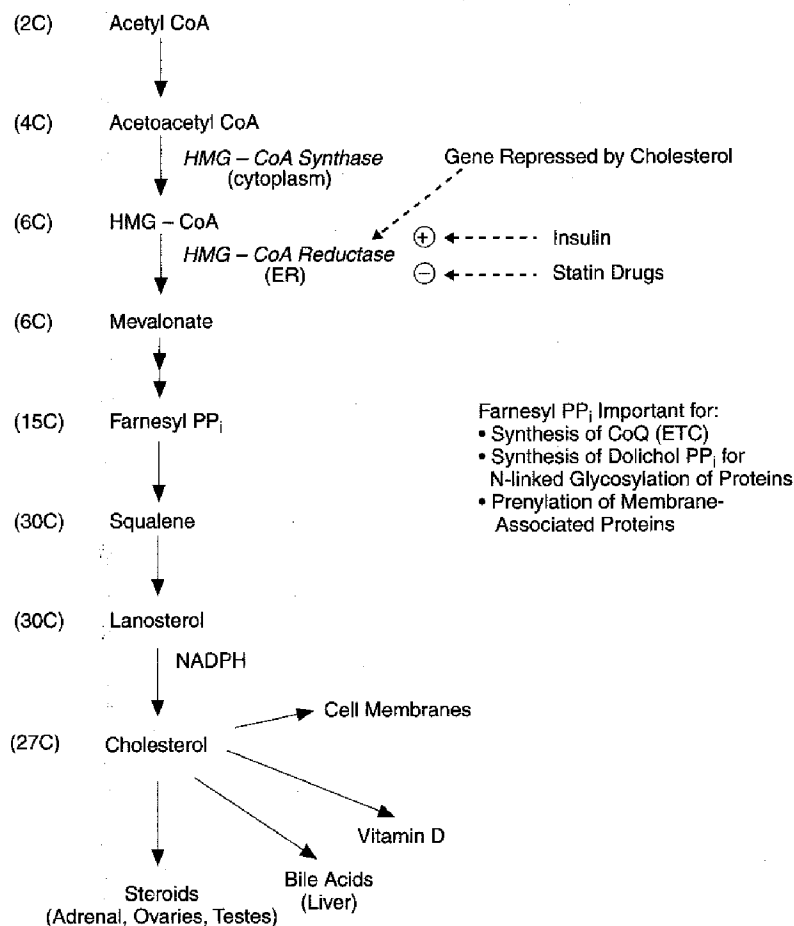 (2C) Acetyl CoA
(4C) Acetoacetyl CoA
HMG – CoA Synthase
(cytoplasm)
Gene Repressed by Cholesterol
(6C) HMG – CoA
HMG – CoA Reductase
(ER)
+ Insulin
− Statin Drugs
(6C) Mevalonate
(15C) Farnesyl PPi
Farnesyl PPi Important for:
• Synthesis of CoQ (ETC)
• Synthesis of Dolichol PPi for
N-linked Glycosylation of Proteins
• Prenylation of Membrane-
Associated Proteins
(30C) Squalene
(30C) Lanosterol
NADPH
(27C) Cholesterol
Cell Membranes
Vitamin D
Bile Acids
(Liver)
Steroids
(Adrenal, Ovaries, Testes)